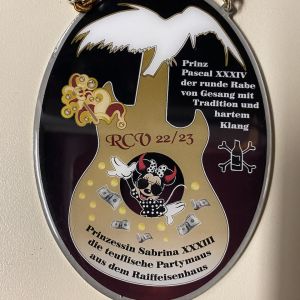 Prinz
Pascal XXXIV
der runde Rabe
von Gesang mit
Tradition und
hartem
Klang
RCV 22/23
Prinzessin Sabrina XXXIII
die teuflische Partymaus
aus dem Raiffeisenhaus